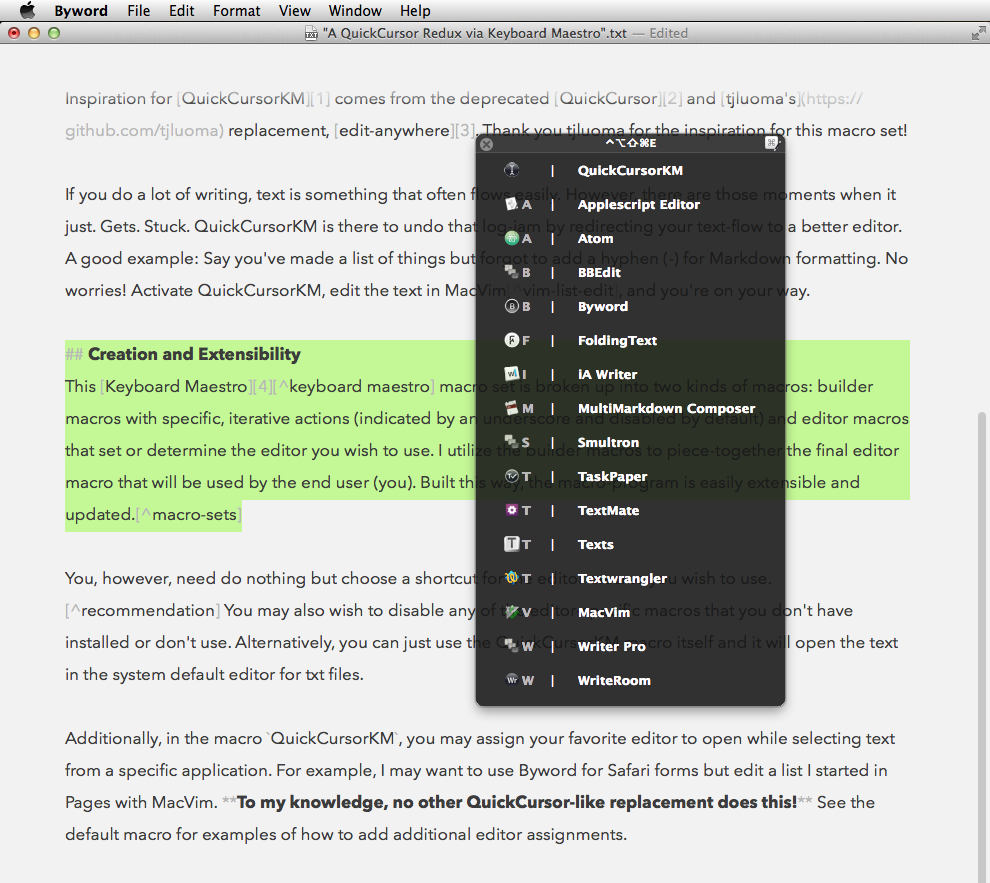 Byword File Edit Format View Window Help
"A QuickCursor Redux via Keyboard Maestro".txt — Edited
Inspiration for [QuickCursorKM][1] comes from the deprecated [QuickCursor][2] and [tjluoma's](https://
github.com/tjluoma) replacement, [edit-anywhere][3]. Thank you tjluoma for the inspiration for this macro set!
If you do a lot of writing, text is something that often flows easily. However, there are those moments when it
just. Gets. Stuck. QuickCursorKM is there to undo that log-jam by redirecting your text-flow to a better editor.
A good example: Say you've made a list of things but forgot to add a hyphen (-) for Markdown formatting. No
worries! Activate QuickCursorKM, edit the text in MacVim[^vim-list-edit], and you're on your way.
## Creation and Extensibility
This [Keyboard Maestro][4][^keyboard maestro] macro set is broken up into two kinds of macros: builder
macros with specific, iterative actions (indicated by an underscore and disabled by default) and editor macros
that set or determine the editor you wish to use. I utilize the builder macros to piece-together the final editor
macro that will be used by the end user (you). Built this way, the macro-program is easily extensible and
updated.[^macro-sets]
You, however, need do nothing but choose a shortcut for the editor you wish to use.
[^recommendation] You may also wish to disable any of the editor specific macros that you don't have
installed or don't use. Alternatively, you can just use the QuickCursorKM macro itself and it will open the text
in the system default editor for txt files.
Additionally, in the macro `QuickCursorKM`, you may assign your favorite editor to open while selecting text
from a specific application. For example, I may want to use Byword for Safari forms but edit a list I started in
Pages with MacVim. **To my knowledge, no other QuickCursor-like replacement does this!** See the
default macro for examples of how to add additional editor assignments.
⌃⌥⇧⌘E
| QuickCursorKM
A | Applescript Editor
A | Atom
B | BBEdit
B | Byword
F | FoldingText
I | iA Writer
M | MultiMarkdown Composer
S | Smultron
T | TaskPaper
T | TextMate
T | Texts
T | Textwrangler
V | MacVim
W | Writer Pro
W | WriteRoom